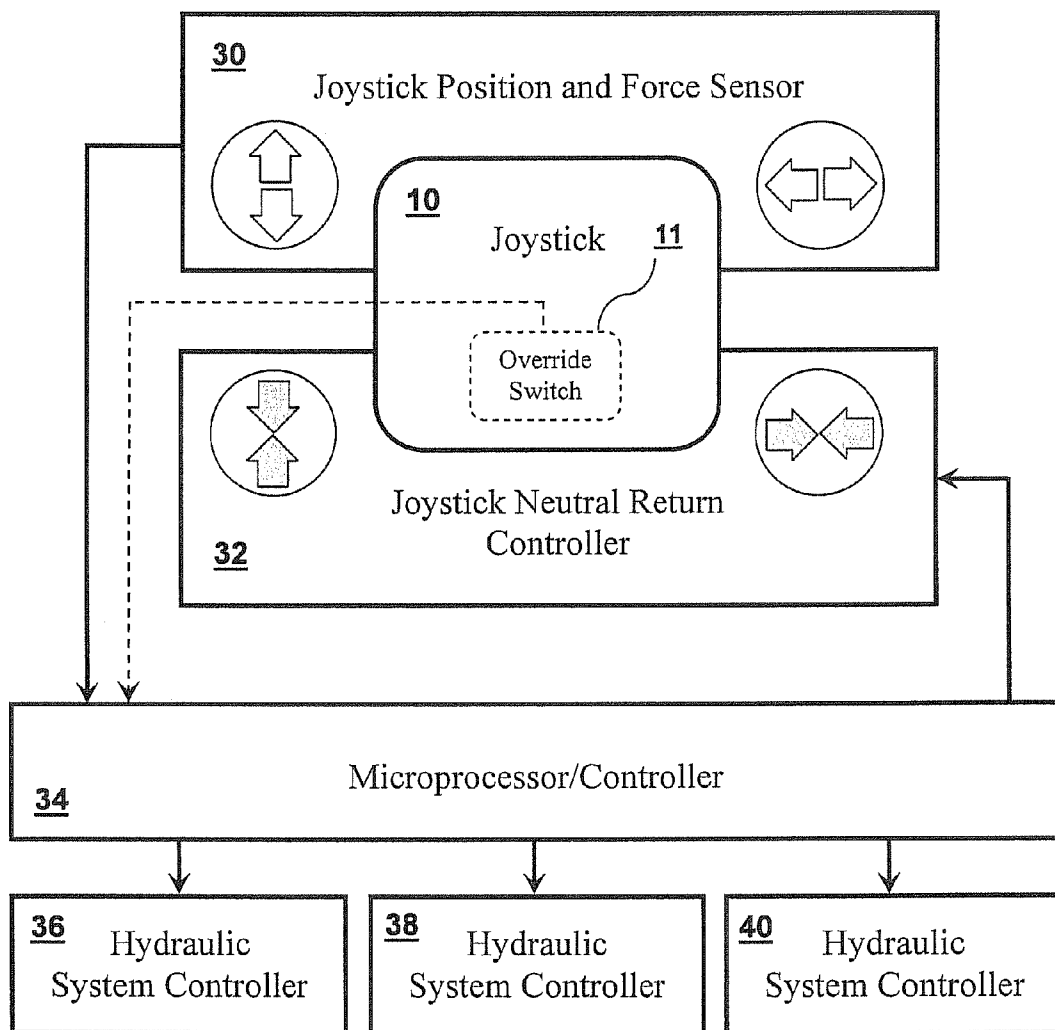 30
Joystick Position and Force Sensor
10
Joystick
11
Override
Switch
Joystick Neutral Return
Controller
32
Microprocessor/Controller
34
36
Hydraulic
System Controller
38
Hydraulic
System Controller
40
Hydraulic
System Controller